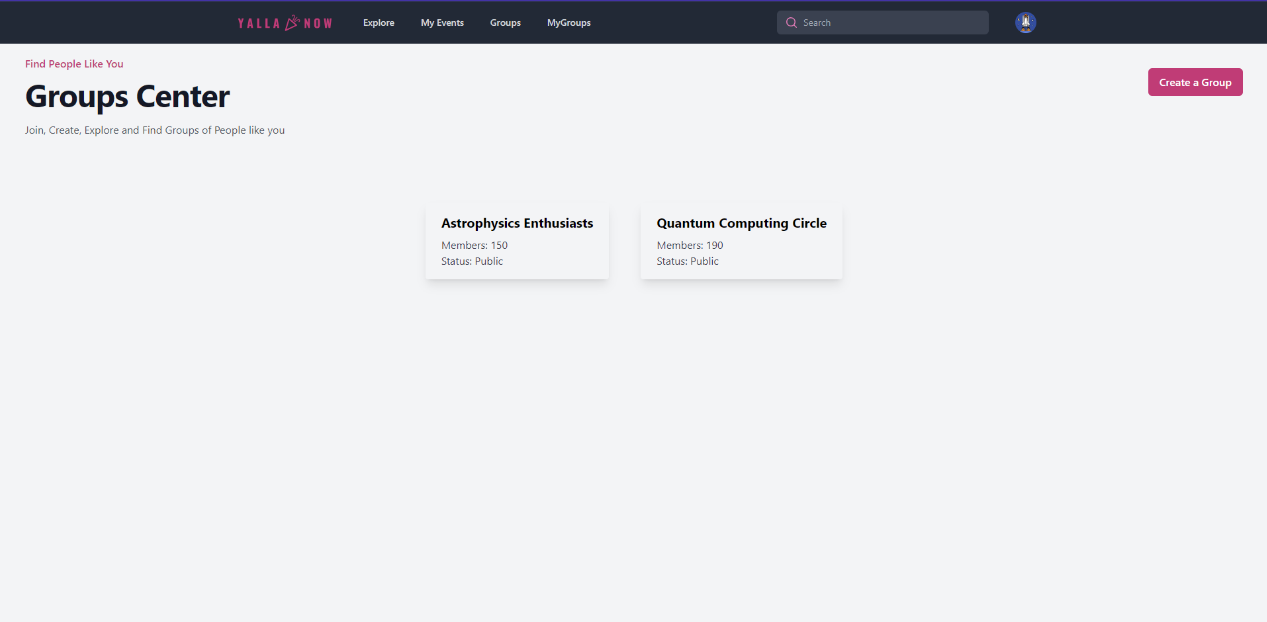 YALLA NOW Explore My Events Groups MyGroups Search
Find People Like You
Create a Group
Groups Center
Join, Create, Explore and Find Groups of People like you
Astrophysics Enthusiasts
Members: 150
Status: Public
Quantum Computing Circle
Members: 190
Status: Public